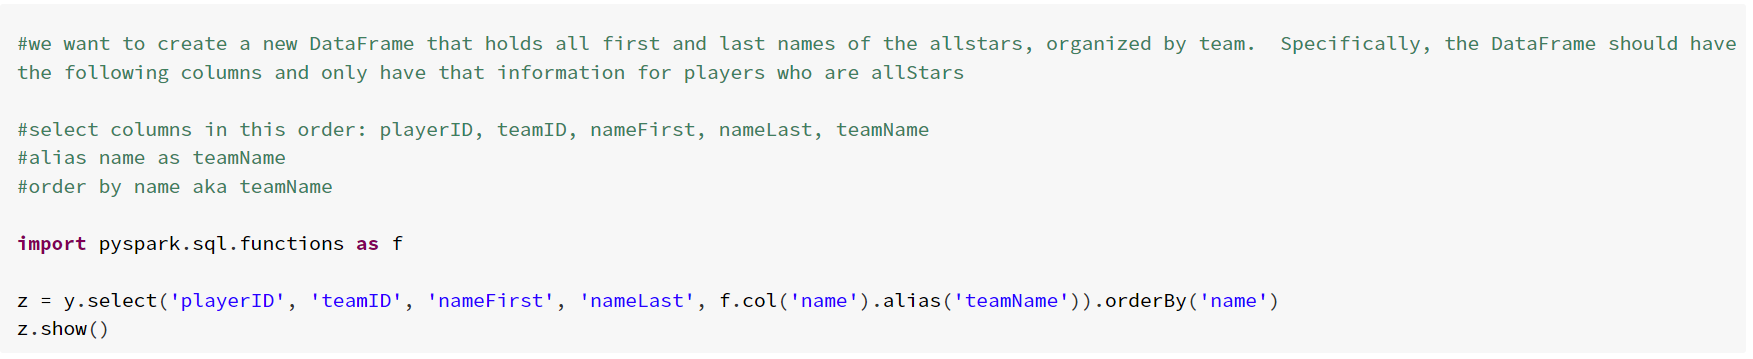 #we want to create a new DataFrame that holds all first and last names of the allstars, organized by team.  Specifically, the DataFrame should have
the following columns and only have that information for players who are allStars
#select columns in this order: playerID, teamID, nameFirst, nameLast, teamName
#alias name as teamName
#order by name aka teamName
import pyspark.sql.functions as f
z = y.select('playerID', 'teamID', 'nameFirst', 'nameLast', f.col('name').alias('teamName')).orderBy('name')
z.show()